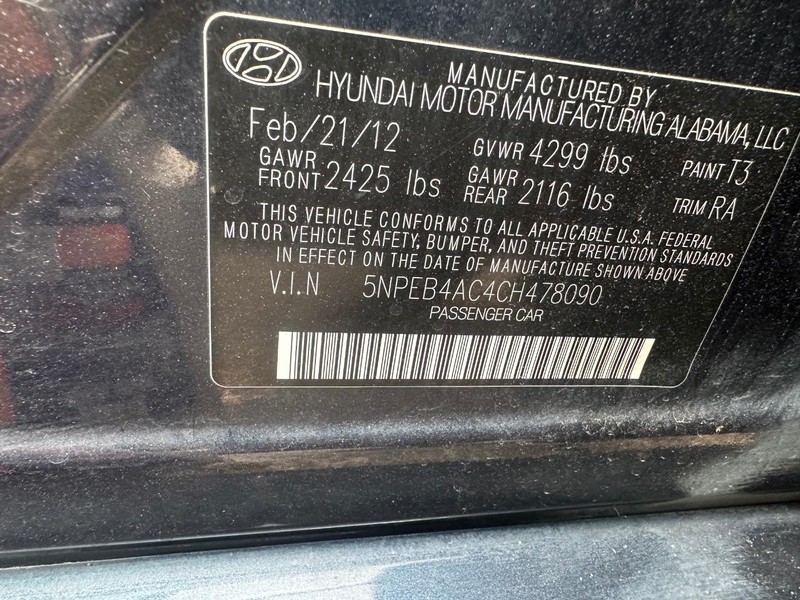 MANUFACTURED BY
HYUNDAI MOTOR MANUFACTURING ALABAMA, LLC
Feb/21/12 GVWR 4299 lbs PAINT T3
GAWR FRONT 2425 lbs GAWR REAR 2116 lbs TRIM RA
THIS VEHICLE CONFORMS TO ALL APPLICABLE U.S.A. FEDERAL
MOTOR VEHICLE SAFETY, BUMPER, AND THEFT PREVENTION STANDARDS
IN EFFECT ON THE DATE OF MANUFACTURE SHOWN ABOVE
V.I.N 5NPEB4AC4CH478090
PASSENGER CAR